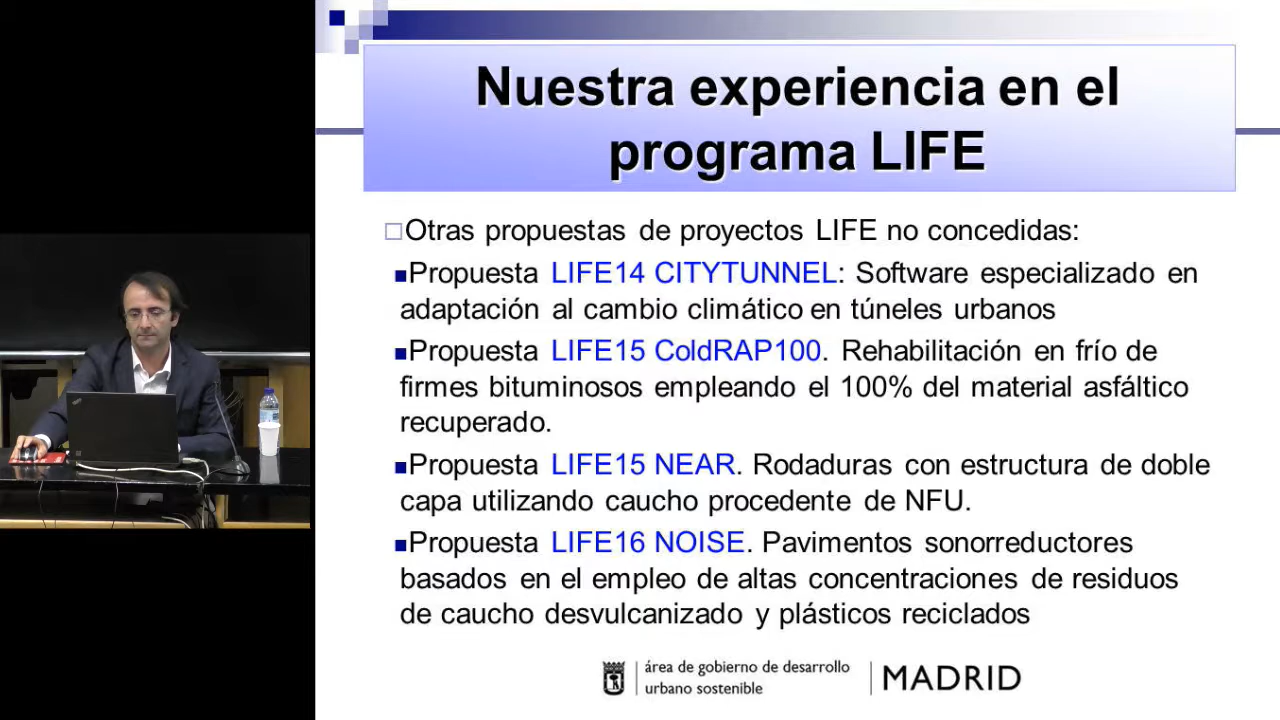 Nuestra experiencia en el
programa LIFE
Otras propuestas de proyectos LIFE no concedidas:
Propuesta LIFE14 CITYTUNNEL: Software especializado en
adaptación al cambio climático en túneles urbanos
Propuesta LIFE15 ColdRAP100. Rehabilitación en frío de
firmes bituminosos empleando el 100% del material asfáltico
recuperado.
Propuesta LIFE15 NEAR. Rodaduras con estructura de doble
capa utilizando caucho procedente de NFU.
Propuesta LIFE16 NOISE. Pavimentos sonorreductores
basados en el empleo de altas concentraciones de residuos
de caucho desvulcanizado y plásticos reciclados
área de gobierno de desarrollo
urbano sostenible
MADRID